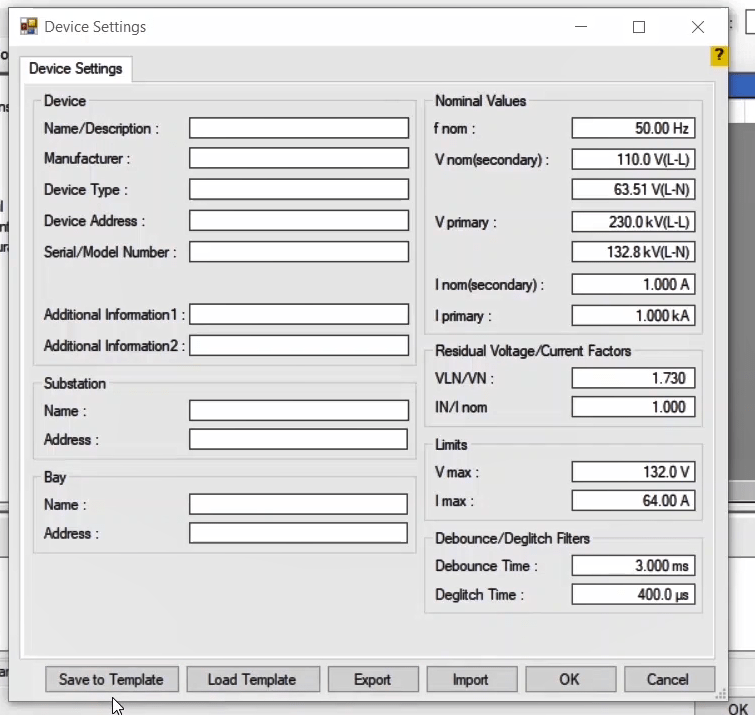 Device Settings
?
Device Settings
Device
Name/Description :
Manufacturer :
Device Type :
Device Address :
Serial/Model Number :
Additional Information1 :
Additional Information2 :
Substation
Name :
Address :
Bay
Name :
Address :
Nominal Values
f nom : 50.00 Hz
V nom(secondary) : 110.0 V(L-L)
63.51 V(L-N)
V primary : 230.0 kV(L-L)
132.8 kV(L-N)
I nom(secondary) : 1.000 A
I primary : 1.000 kA
Residual Voltage/Current Factors
VLN/VN : 1.730
IN/I nom 1.000
Limits
V max : 132.0 V
I max : 64.00 A
Debounce/Deglitch Filters
Debounce Time : 3.000 ms
Deglitch Time : 400.0 µs
Save to Template Load Template Export Import OK Cancel
OK